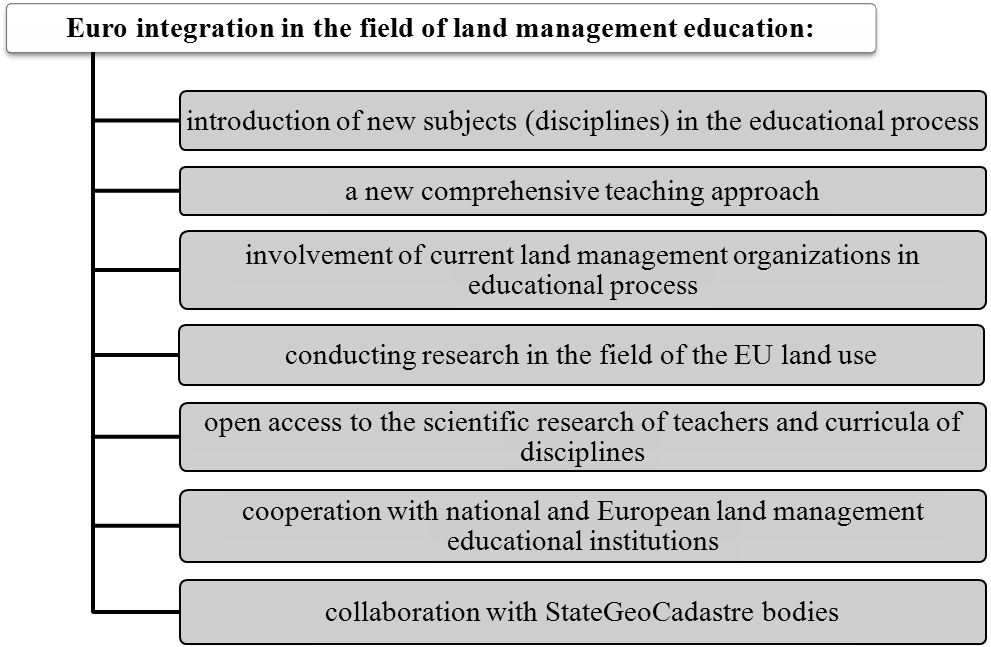 Euro integration in the field of land management education:
introduction of new subjects (disciplines) in the educational process
a new comprehensive teaching approach
involvement of current land management organizations in
educational process
conducting research in the field of the EU land use
open access to the scientific research of teachers and curricula of
disciplines
cooperation with national and European land management
educational institutions
collaboration with StateGeoCadastre bodies